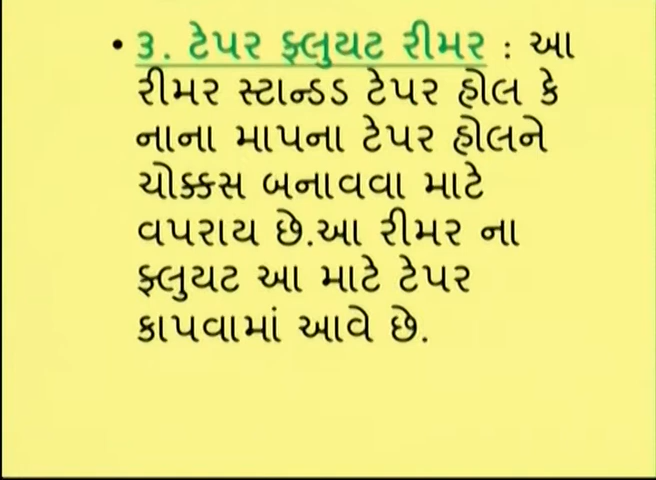 • ૩. ટેપર ફ્લુયટ રીમર : આ
રીમર સ્ટાન્ડડ ટેપર હોલ કે
નાના માપના ટેપર હોલને
ચોક્કસ બનાવવા માટે
વપરાય છે.આ રીમર ના
ફ્લુયટ આ માટે ટેપર
કાપવામાં આવે છે.